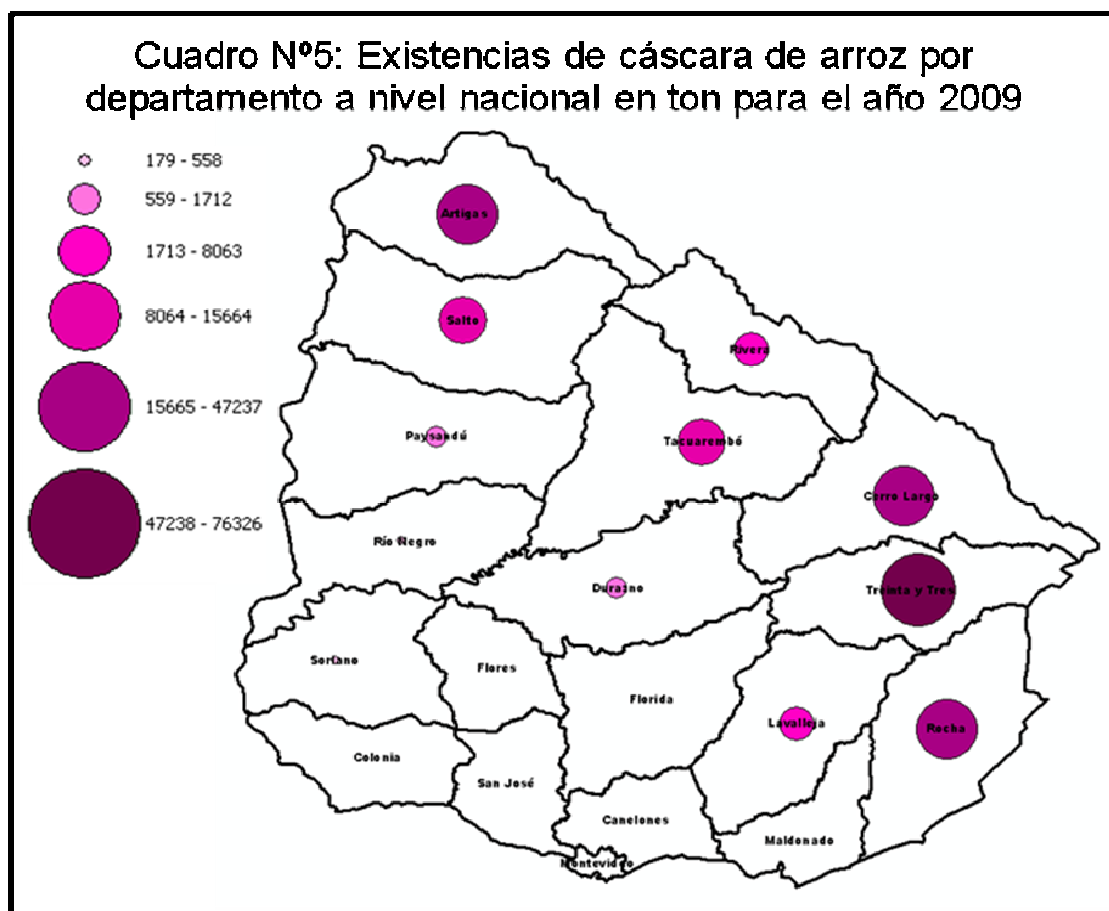 Cuadro Nº5: Existencias de cáscara de arroz por
departamento a nivel nacional en ton para el año 2009
179 - 558
559 - 1712
1713 - 8063
8064 - 15664
15665 - 47237
47238 - 76326
Artigas
Salto
Rivera
Paysandú
Tacuarembó
Cerro Largo
Río Negro
Durazno
Treinta y Tres
Soriano
Flores
Florida
Lavalleja
Rocha
Colonia
San José
Canelones
Maldonado
Montevideo